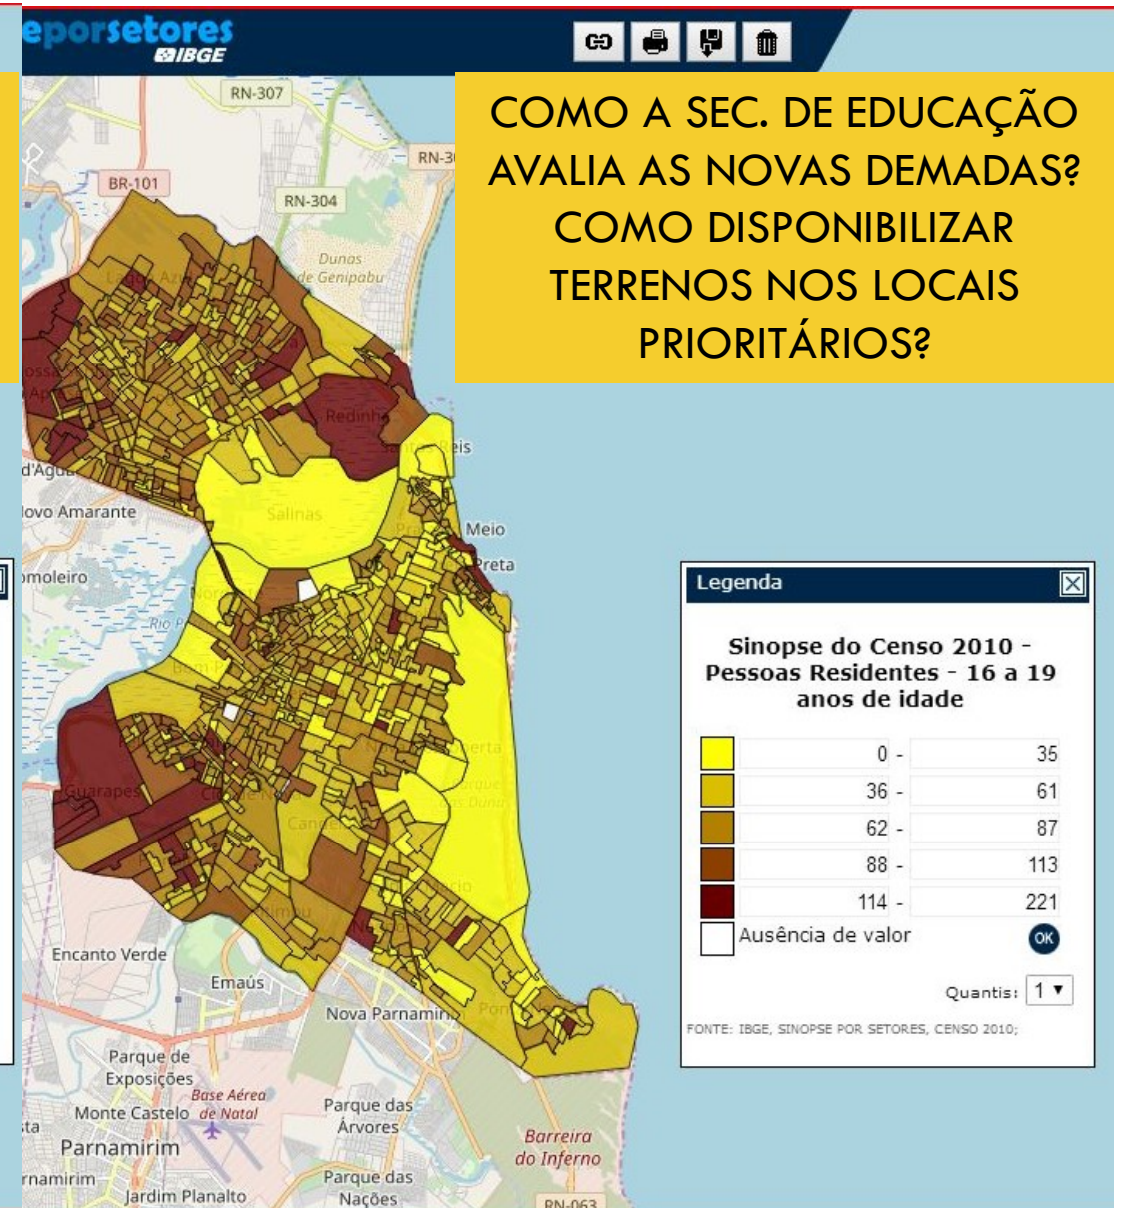 eporsetores
IBGE
COMO A SEC. DE EDUCAÇÃO
AVALIA AS NOVAS DEMADAS?
COMO DISPONIBILIZAR
TERRENOS NOS LOCAIS
PRIORITÁRIOS?
RN-307
BR-101
RN-304
Dunas
de Genipabu
Redinha
Salinas
Meio
Guarapes
Encanto Verde
Emaús
Nova Parnamirim
Parque de
Exposições
Base Aérea
de Natal
Monte Castelo
Parque das
Árvores
Parnamirim
Barreira
do Inferno
Jardim Planalto
Parque das
Nações
RN-063
Legenda
Sinopse do Censo 2010 -
Pessoas Residentes - 16 a 19
anos de idade
0 - 35
36 - 61
62 - 87
88 - 113
114 - 221
Ausência de valor OK
Quantis: 1
FONTE: IBGE, SINOPSE POR SETORES, CENSO 2010;